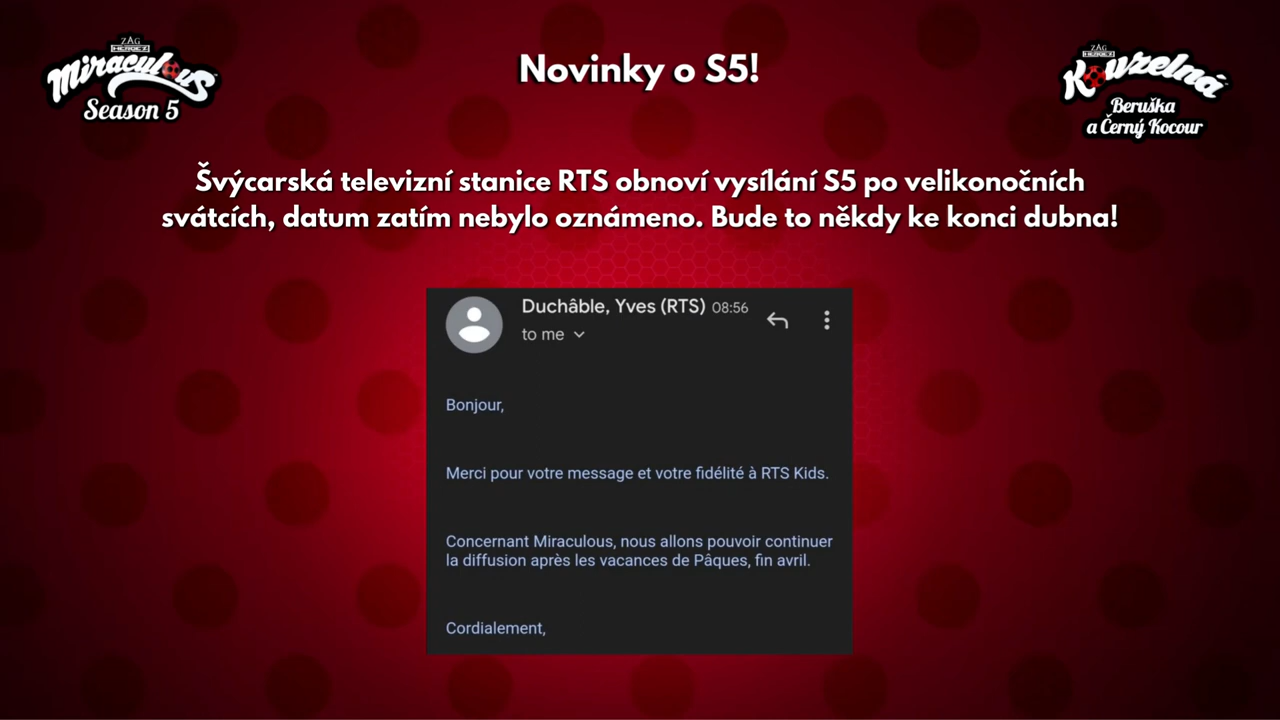 ZAG
HEROEZ
Miraculous
Season 5
Novinky o S5!
ZAG
HEROEZ
Kouzelná
Beruška
a Černý Kocour
Švýcarská televizní stanice RTS obnoví vysílání S5 po velikonočních
svátcích, datum zatím nebylo oznámeno. Bude to někdy ke konci dubna!
Duchâble, Yves (RTS) 08:56
to me
Bonjour,
Merci pour votre message et votre fidélité à RTS Kids.
Concernant Miraculous, nous allons pouvoir continuer
la diffusion après les vacances de Pâques, fin avril.
Cordialement,